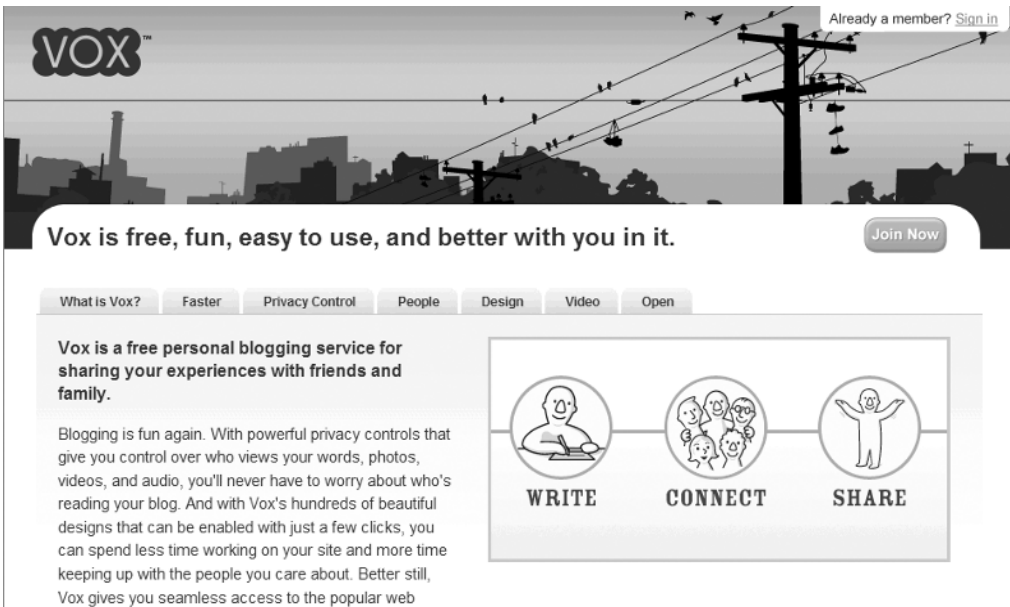 Already a member? Sign in
VOX™
Vox is free, fun, easy to use, and better with you in it.
Join Now
What is Vox?
Faster
Privacy Control
People
Design
Video
Open
Vox is a free personal blogging service for
sharing your experiences with friends and
family.
Blogging is fun again. With powerful privacy controls that
give you control over who views your words, photos,
videos, and audio, you'll never have to worry about who's
reading your blog. And with Vox's hundreds of beautiful
designs that can be enabled with just a few clicks, you
can spend less time working on your site and more time
keeping up with the people you care about. Better still,
Vox gives you seamless access to the popular web
WRITE
CONNECT
SHARE